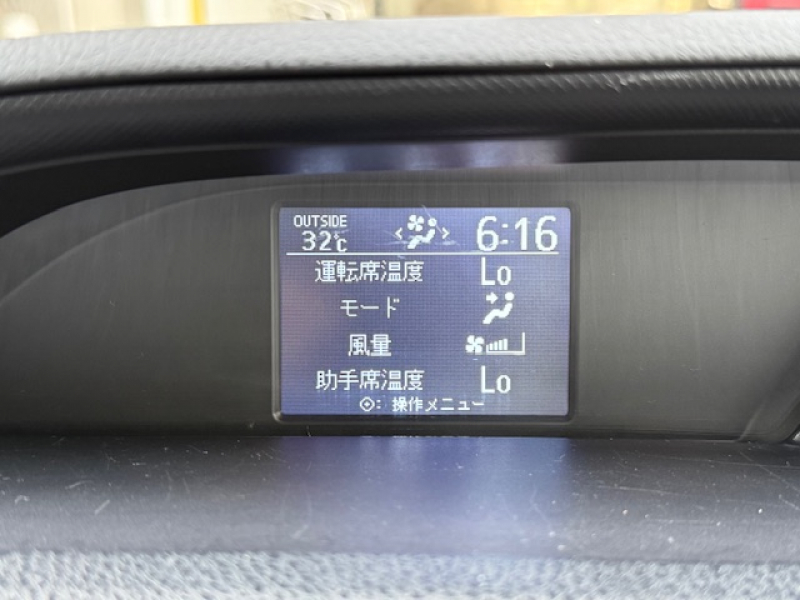 OUTSIDE
32℃ 6:16
運転席温度 Lo
モード
風量
助手席温度 Lo
: 操作メニュー